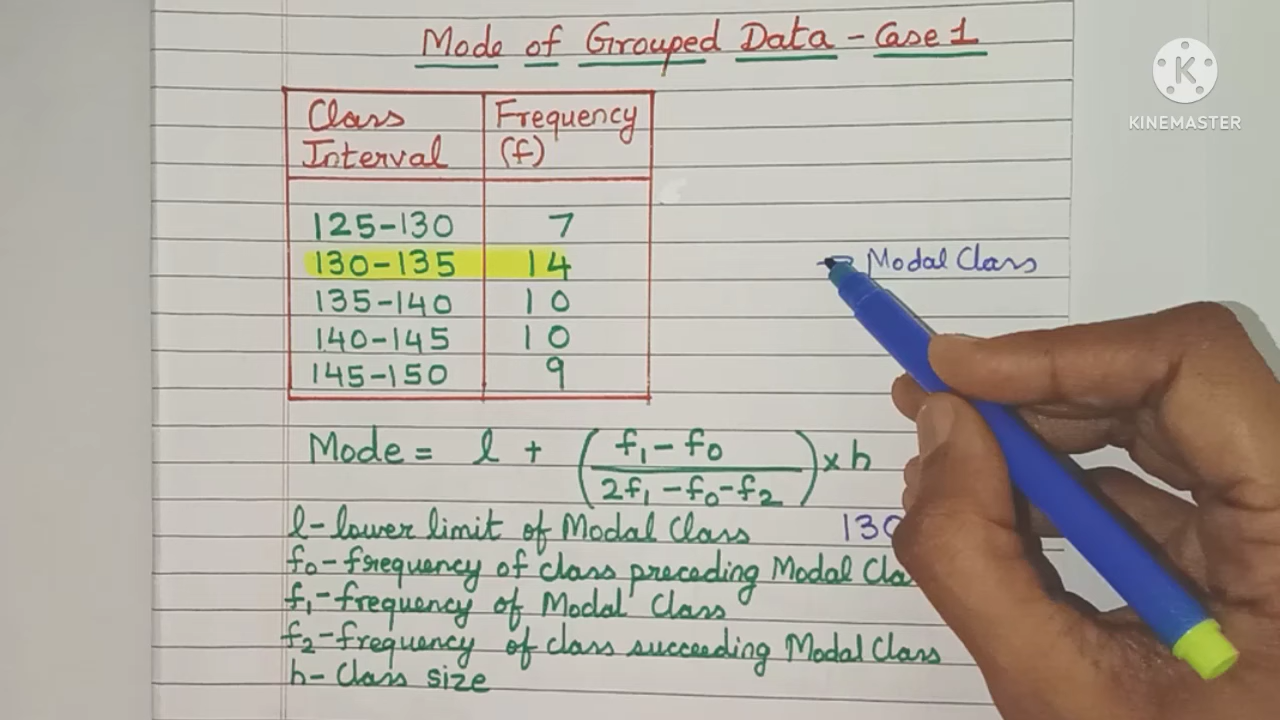 Mode of Grouped Data - Case 1
KINEMASTER
Class Interval Frequency (f)
125-130 7
130-135 14
135-140 10
140-145 10
145-150 9
Modal Class
Mode = l + (f₁ - f₀ / 2f₁ - f₀ - f₂) × h
l - lower limit of Modal Class 130
f₀ - frequency of class preceding Modal Cla
f₁ - frequency of Modal Class
f₂ - frequency of class succeeding Modal Class
h - Class size